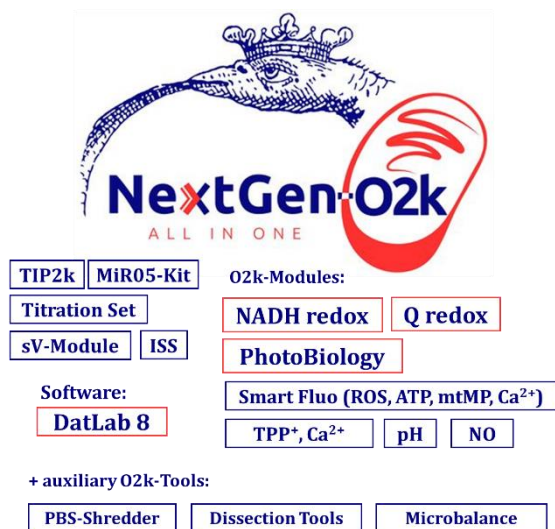 NextGen-O2k
ALL IN ONE
TIP2k MiR05-Kit
Titration Set
sV-Module ISS
Software:
DatLab 8
O2k-Modules:
NADH redox Q redox
PhotoBiology
Smart Fluo (ROS, ATP, mtMP, Ca²⁺)
TPP⁺, Ca²⁺ pH NO
+ auxiliary O2k-Tools:
PBS-Shredder Dissection Tools Microbalance